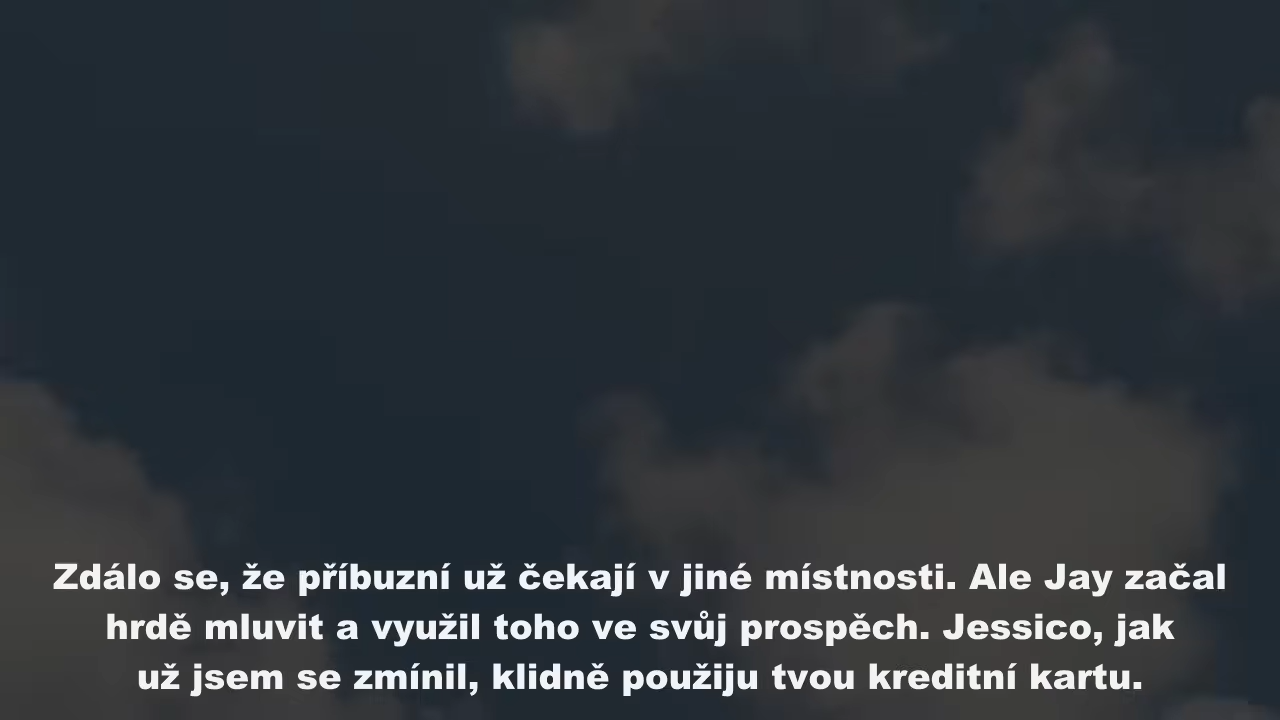 Zdálo se, že příbuzní už čekají v jiné místnosti. Ale Jay začal
hrdě mluvit a využil toho ve svůj prospěch. Jessico, jak
už jsem se zmínil, klidně použiju tvou kreditní kartu.